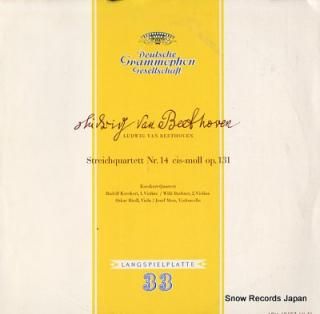 Deutsche
Grammophon
Gesellschaft
Ludwig van Beethoven
LUDWIG VAN BEETHOVEN
Streichquartett Nr. 14 cis-moll op. 131
Koeckert-Quartett
Rudolf Koeckert, 1. Violine / Willi Buchner, 2. Violine
Oskar Riedl, Viola / Josef Merz, Violoncello
LANGSPIELPLATTE
33
Snow Records Japan